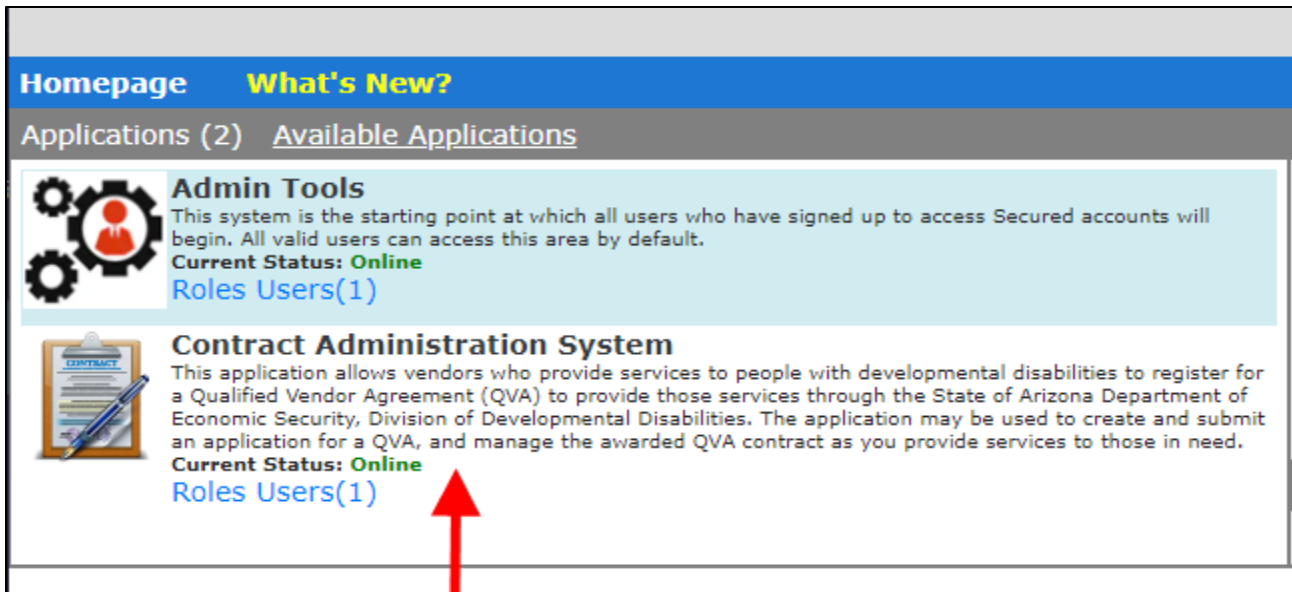 Homepage What's New?
Applications (2) Available Applications
Admin Tools
This system is the starting point at which all users who have signed up to access Secured accounts will
begin. All valid users can access this area by default.
Current Status: Online
Roles Users(1)
CONTRACT
Contract Administration System
This application allows vendors who provide services to people with developmental disabilities to register for
a Qualified Vendor Agreement (QVA) to provide those services through the State of Arizona Department of
Economic Security, Division of Developmental Disabilities. The application may be used to create and submit
an application for a QVA, and manage the awarded QVA contract as you provide services to those in need.
Current Status: Online
Roles Users(1)